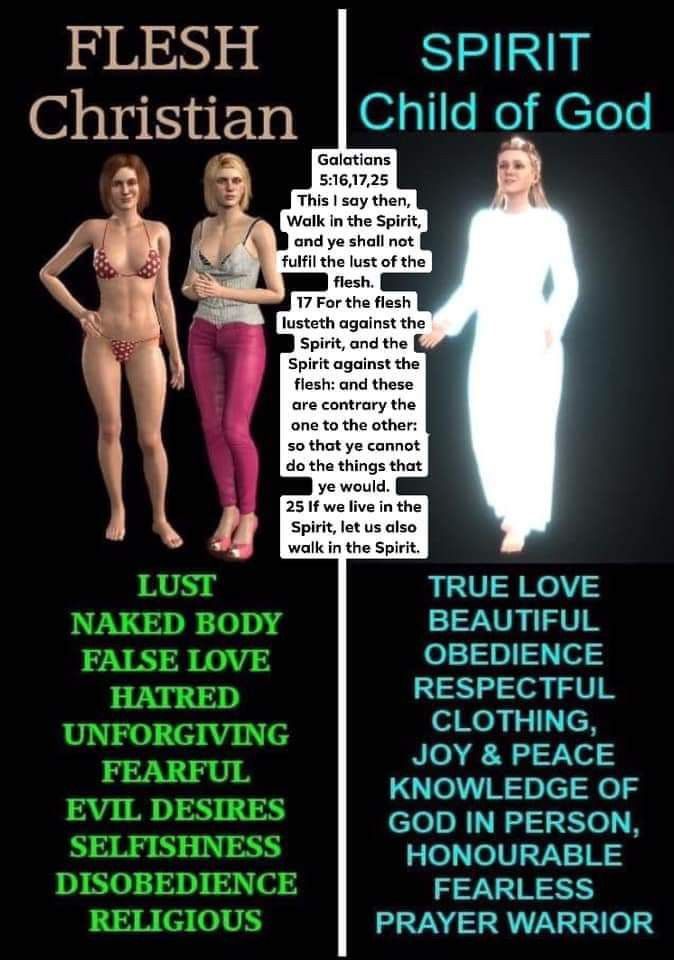 FLESH
Christian
SPIRIT
Child of God
Galatians
5:16,17,25
This I say then,
Walk in the Spirit,
and ye shall not
fulfil the lust of the
flesh.
17 For the flesh
lusteth against the
Spirit, and the
Spirit against the
flesh: and these
are contrary the
one to the other:
so that ye cannot
do the things that
ye would.
25 If we live in the
Spirit, let us also
walk in the Spirit.
LUST
NAKED BODY
FALSE LOVE
HATRED
UNFORGIVING
FEARFUL
EVIL DESIRES
SELFISHNESS
DISOBEDIENCE
RELIGIOUS
TRUE LOVE
BEAUTIFUL
OBEDIENCE
RESPECTFUL
CLOTHING,
JOY & PEACE
KNOWLEDGE OF
GOD IN PERSON,
HONOURABLE
FEARLESS
PRAYER WARRIOR